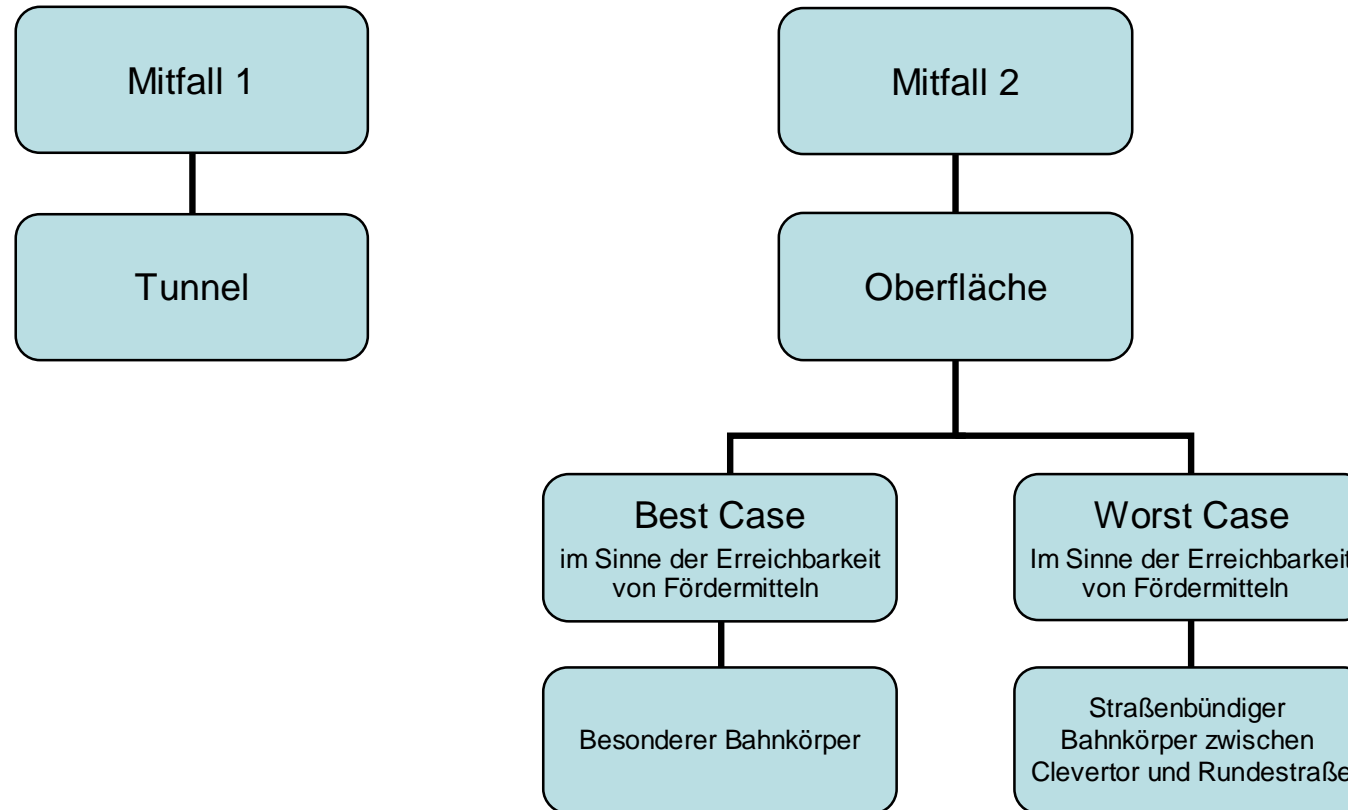 Mitfall 1
Mitfall 2
Tunnel
Oberfläche
Best Case
im Sinne der Erreichbarkeit
von Fördermitteln
Worst Case
Im Sinne der Erreichbarkeit
von Fördermitteln
Besonderer Bahnkörper
Straßenbündiger
Bahnkörper zwischen
Clevertor und Rundestraße